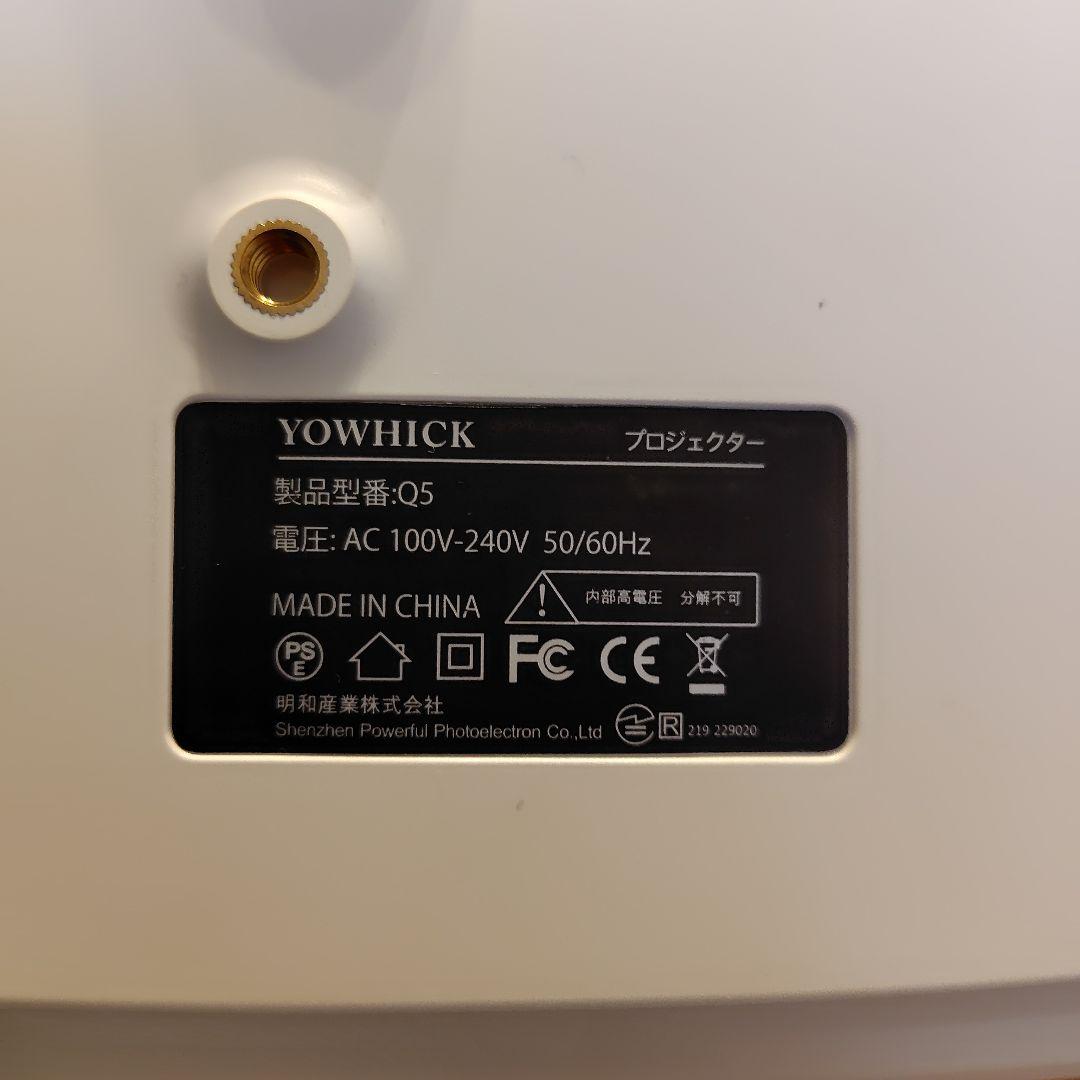 YOWHICK プロジェクター
製品型番:Q5
電圧: AC 100V-240V 50/60Hz
MADE IN CHINA 内部高電圧 分解不可
PSE FC CE
明和産業株式会社
Shenzhen Powerful Photoelectron Co.,Ltd R 219 229020